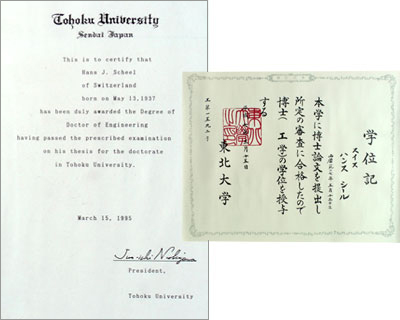 Tohoku University
Sendai Japan
This is to certify that
Hans J. Scheel
of Switzerland
born on May 13,1937
has been duly awarded the Degree of
Doctor of Engineering
having passed the prescribed examination
on his thesis for the doctorate
in Tohoku University.
March 15, 1995
President,
Tohoku University
学位記
スイス
ハンス シール
本学に博士論文を提出し
所定の審査に合格したので
博士(工学)の学位を授与
する
東北大学